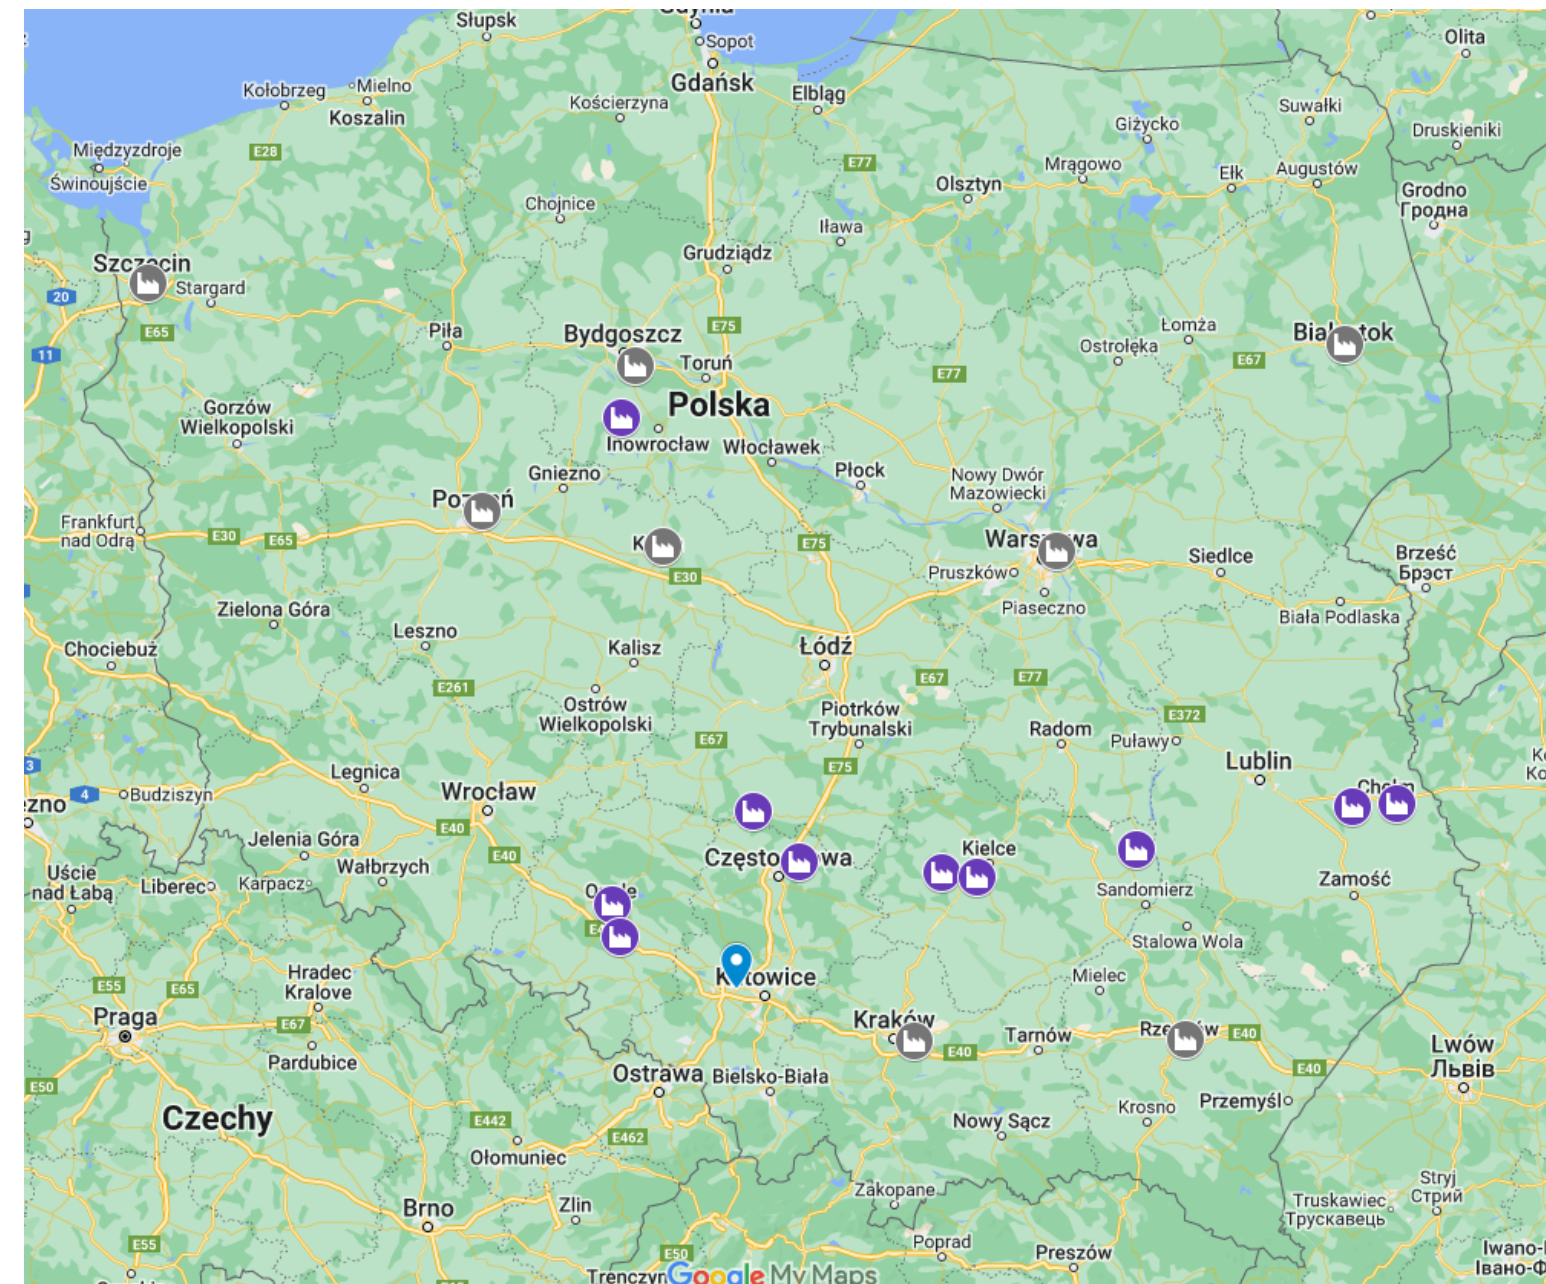 Słupsk
Sopot
Gdańsk
Olita
Kołobrzeg
Mielno
Koszalin
Kościerzyna
Elbląg
Suwałki
Giżycko
Druskieniki
Międzyzdroje
E28
Świnoujście
E77
Mrągowo
Olsztyn
Ełk
Augustów
Grodno
Гродна
Chojnice
Iława
Grudziądz
Szczecin
Stargard
20
E65
11
Piła
Bydgoszcz
E75
Toruń
Łomża
Ostrołęka
E67
E77
Polska
Gorzów
Wielkopolski
Inowrocław
Włocławek
Gniezno
Płock
Nowy Dwór
Mazowiecki
Frankfurt
nad Odrą
E30
E65
E75
E30
Pruszków
Piaseczno
Siedlce
Brześć
Брэст
Biała Podlaska
Zielona Góra
Leszno
Chociebuż
Kalisz
Łódź
E261
E67
E77
Ostrów
Wielkopolski
Piotrków
Trybunalski
E67
E372
Radom
Puławy
E75
Lublin
3
4
Budziszyn
Legnica
Wrocław
E40
E40
Jelenia Góra
Wałbrzych
Karpacz
Liberec
Uście
nad Łabą
Kielce
Sandomierz
Zamość
Stalowa Wola
Mielec
Hradec
Kralove
E55
E65
Praga
E67
Pardubice
Katowice
Kraków
E40
Tarnów
E40
E40
Lwów
Львів
E50
Ostrawa
Bielsko-Biała
Czechy
E442
E462
Ołomuniec
Nowy Sącz
Krosno
Przemyśl
Brno
Zlin
Zakopane
Truskawiec
Трускавець
Stryj
Стрий
E55
E50
Poprad
Preszów
Trenczyn
Google My Maps